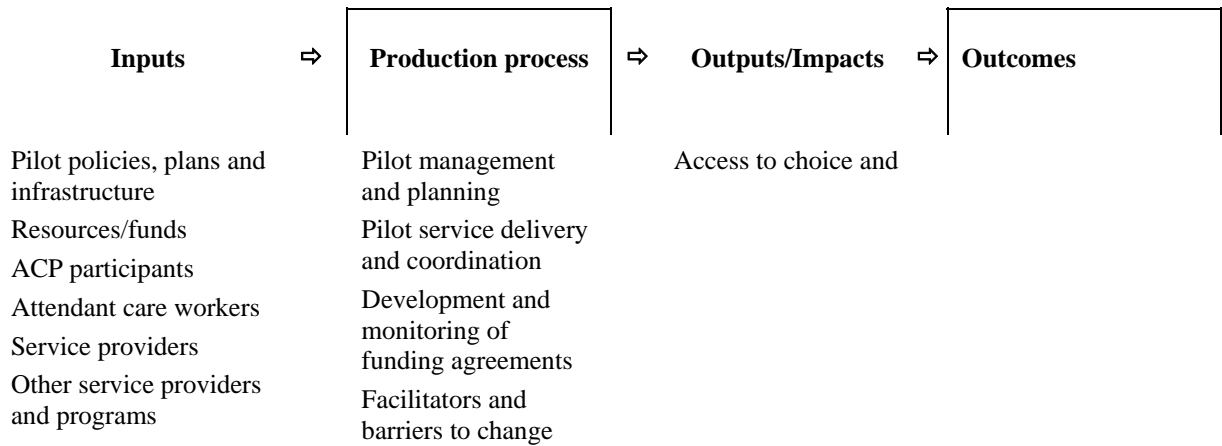 Inputs ⇨ Production process ⇨ Outputs/Impacts ⇨ Outcomes
Pilot policies, plans and
infrastructure
Resources/funds
ACP participants
Attendant care workers
Service providers
Other service providers
and programs
Pilot management
and planning
Pilot service delivery
and coordination
Development and
monitoring of
funding agreements
Facilitators and
barriers to change
Access to choice and